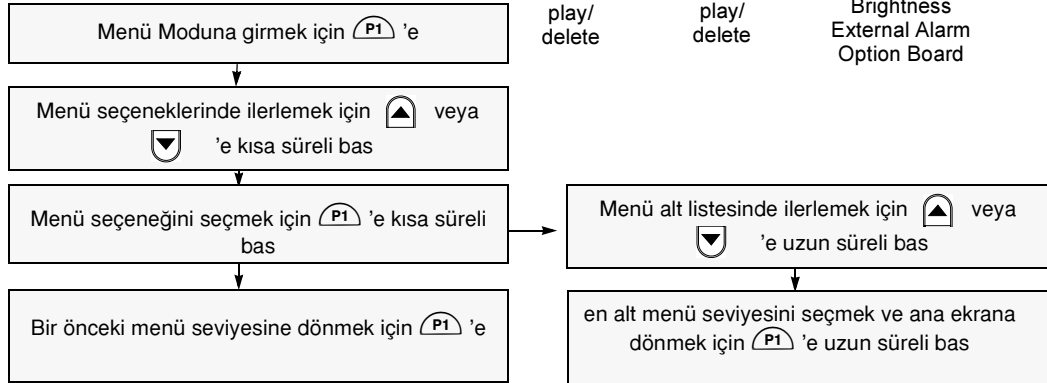 play/
delete
play/
delete
Brightness
External Alarm
Option Board
Menü Moduna girmek için P1 ’e
Menü seçeneklerinde ilerlemek için ▲ veya
▼ ’e kısa süreli bas
Menü seçeneğini seçmek için P1 ’e kısa süreli
bas
Bir önceki menü seviyesine dönmek için P1 ’e
Menü alt listesinde ilerlemek için ▲ veya
▼ ’e uzun süreli bas
en alt menü seviyesini seçmek ve ana ekrana
dönmek için P1 ’e uzun süreli bas